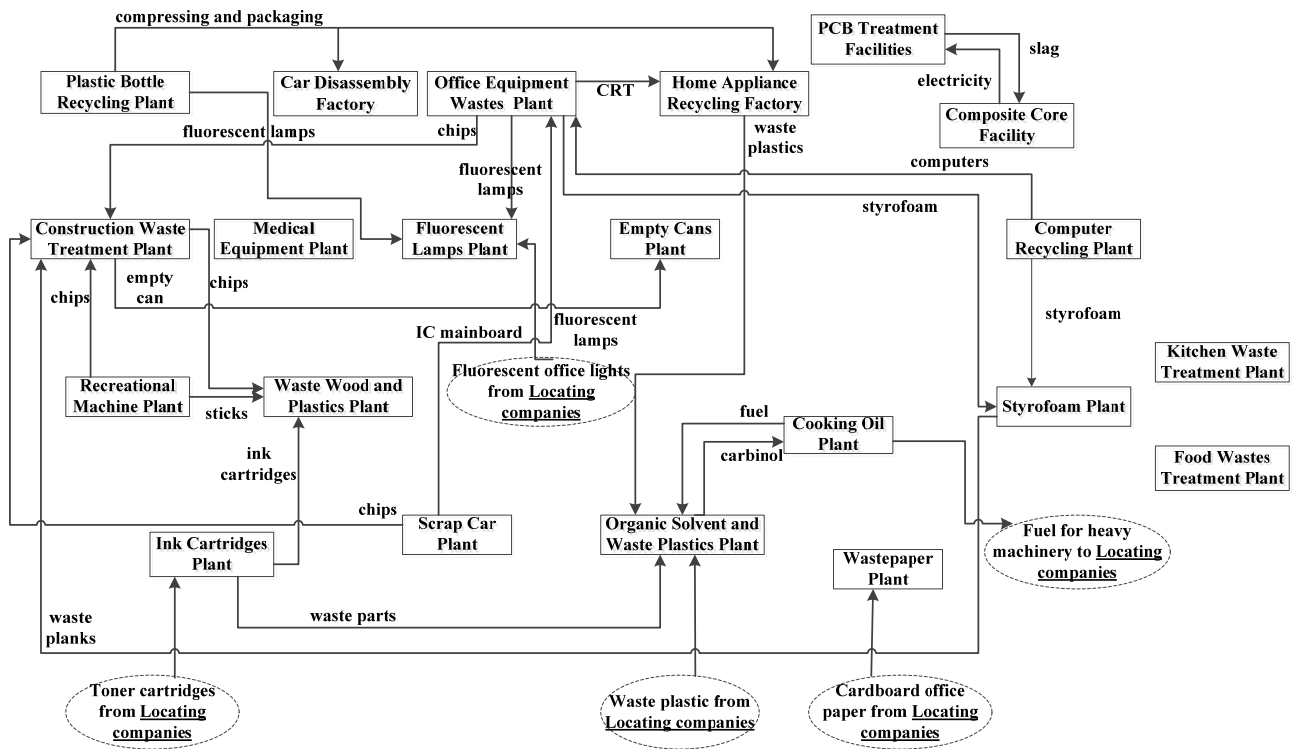 compressing and packaging
PCB Treatment
Facilities
slag
electricity
Plastic Bottle
Recycling Plant
Car Disassembly
Factory
Office Equipment
Wastes Plant
CRT
Home Appliance
Recycling Factory
Composite Core
Facility
fluorescent lamps
chips
waste
plastics
fluorescent
lamps
computers
styrofoam
Construction Waste
Treatment Plant
Medical
Equipment Plant
Fluorescent
Lamps Plant
Empty Cans
Plant
Computer
Recycling Plant
chips
empty
can
chips
IC mainboard
fluorescent
lamps
styrofoam
Kitchen Waste
Treatment Plant
Recreational
Machine Plant
sticks
Waste Wood and
Plastics Plant
Fluorescent office lights
from Locating
companies
fuel
carbinol
Cooking Oil
Plant
Styrofoam Plant
Food Wastes
Treatment Plant
ink
cartridges
chips
Scrap Car
Plant
Organic Solvent and
Waste Plastics Plant
Fuel for heavy
machinery to Locating
companies
Ink Cartridges
Plant
Wastepaper
Plant
waste
planks
waste parts
Toner cartridges
from Locating
companies
Waste plastic from
Locating companies
Cardboard office
paper from Locating
companies